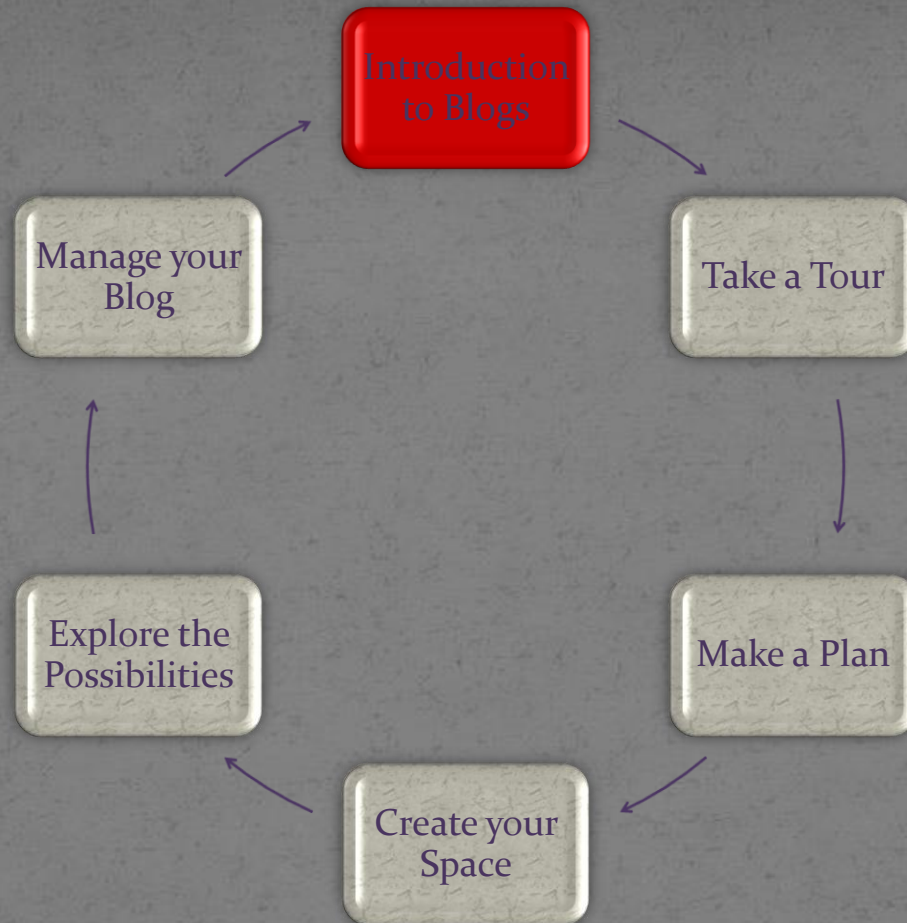 Introduction
to Blogs
Take a Tour
Make a Plan
Create your
Space
Explore the
Possibilities
Manage your
Blog